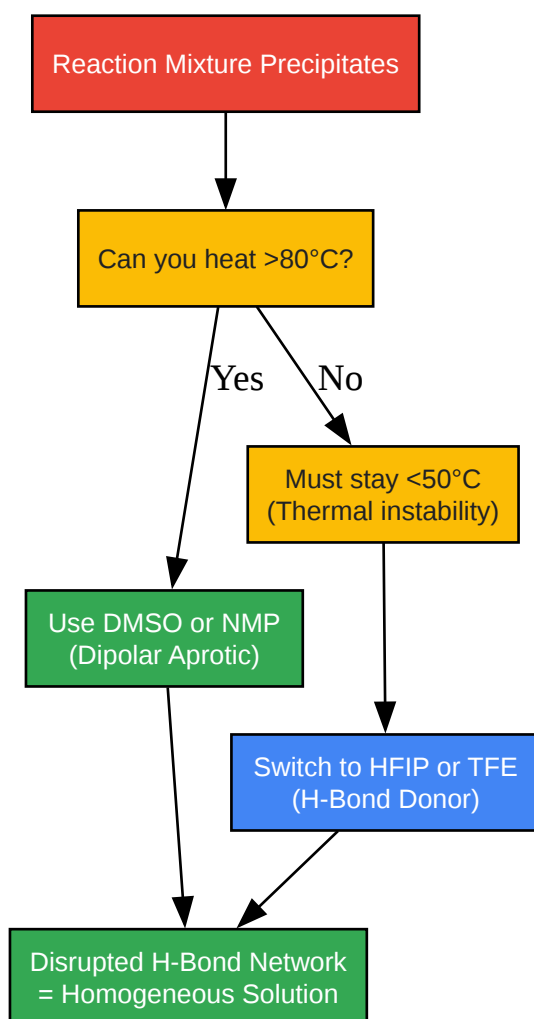 Reaction Mixture Precipitates
Can you heat >80°C?
Yes
No
Must stay <50°C
(Thermal instability)
Use DMSO or NMP
(Dipolar Aprotic)
Switch to HFIP or TFE
(H-Bond Donor)
Disrupted H-Bond Network
= Homogeneous Solution